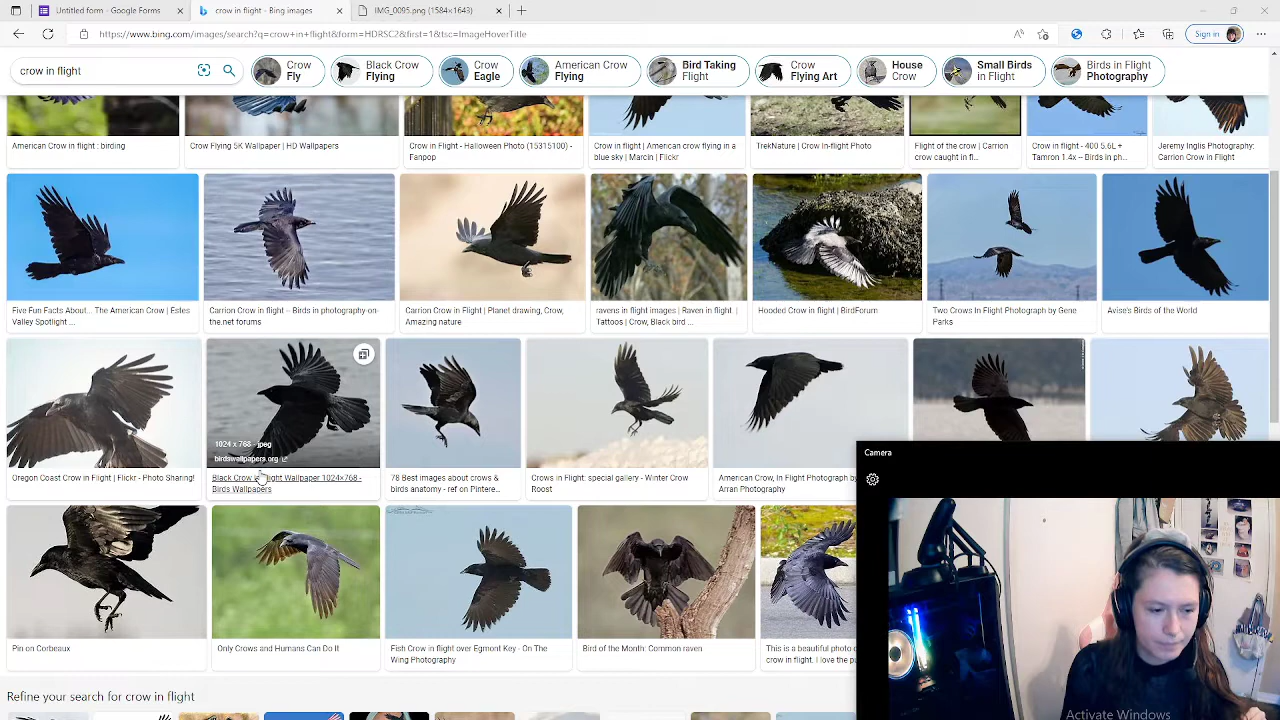 Untitled form - Google Forms
crow in flight - Bing images
IMG_0095.png (1584×1643)
https://www.bing.com/images/search?q=crow+in+flight&form=HDRSC2&first=1&tsc=ImageHoverTitle
Sign in
crow in flight
Crow
Fly
Black Crow
Flying
Crow
Eagle
American Crow
Flying
Bird Taking
Flight
Crow
Flying Art
House
Crow
Small Birds
in Flight
Birds in Flight
Photography
American Crow in flight : birding
Crow Flying 5K Wallpaper | HD Wallpapers
Crow in Flight - Halloween Photo (15315100) -
Fanpop
Crow in flight | American crow flying in a
blue sky | Marcin | Flickr
TrekNature | Crow In-flight Photo
Flight of the crow | Carrion
crow caught in fl...
Crow in flight - 400 5.6L +
Tamron 1.4x -- Birds in ph...
Jeremy Inglis Photography:
Carrion Crow in Flight
Five Fun Facts About... The American Crow | Estes
Valley Spotlight ...
Carrion Crow in Flight -- Birds in photography-on-
the.net forums
Carrion Crow in Flight | Planet drawing, Crow,
Amazing nature
ravens in flight images | Raven in flight |
Tattoos | Crow, Black bird ...
Hooded Crow in flight | BirdForum
Two Crows In Flight Photograph by Gene
Parks
Avise's Birds of the World
1024 x 768 · jpeg
birdswallpapers.org
Oregon Coast Crow in Flight | Flickr - Photo Sharing!
Black Crow In Flight Wallpaper 1024×768 -
Birds Wallpapers
78 Best images about crows &
birds anatomy - ref on Pintere...
Crows in Flight: special gallery - Winter Crow
Roost
American Crow, In Flight Photography by
Arran Photography
Camera
Pin on Corbeaux
Only Crows and Humans Can Do It
Fish Crow in flight over Egmont Key - On The
Wing Photography
Bird of the Month: Common raven
This is a beautiful photo o
crow in flight. I love the pu
Refine your search for crow in flight
Activate Windows